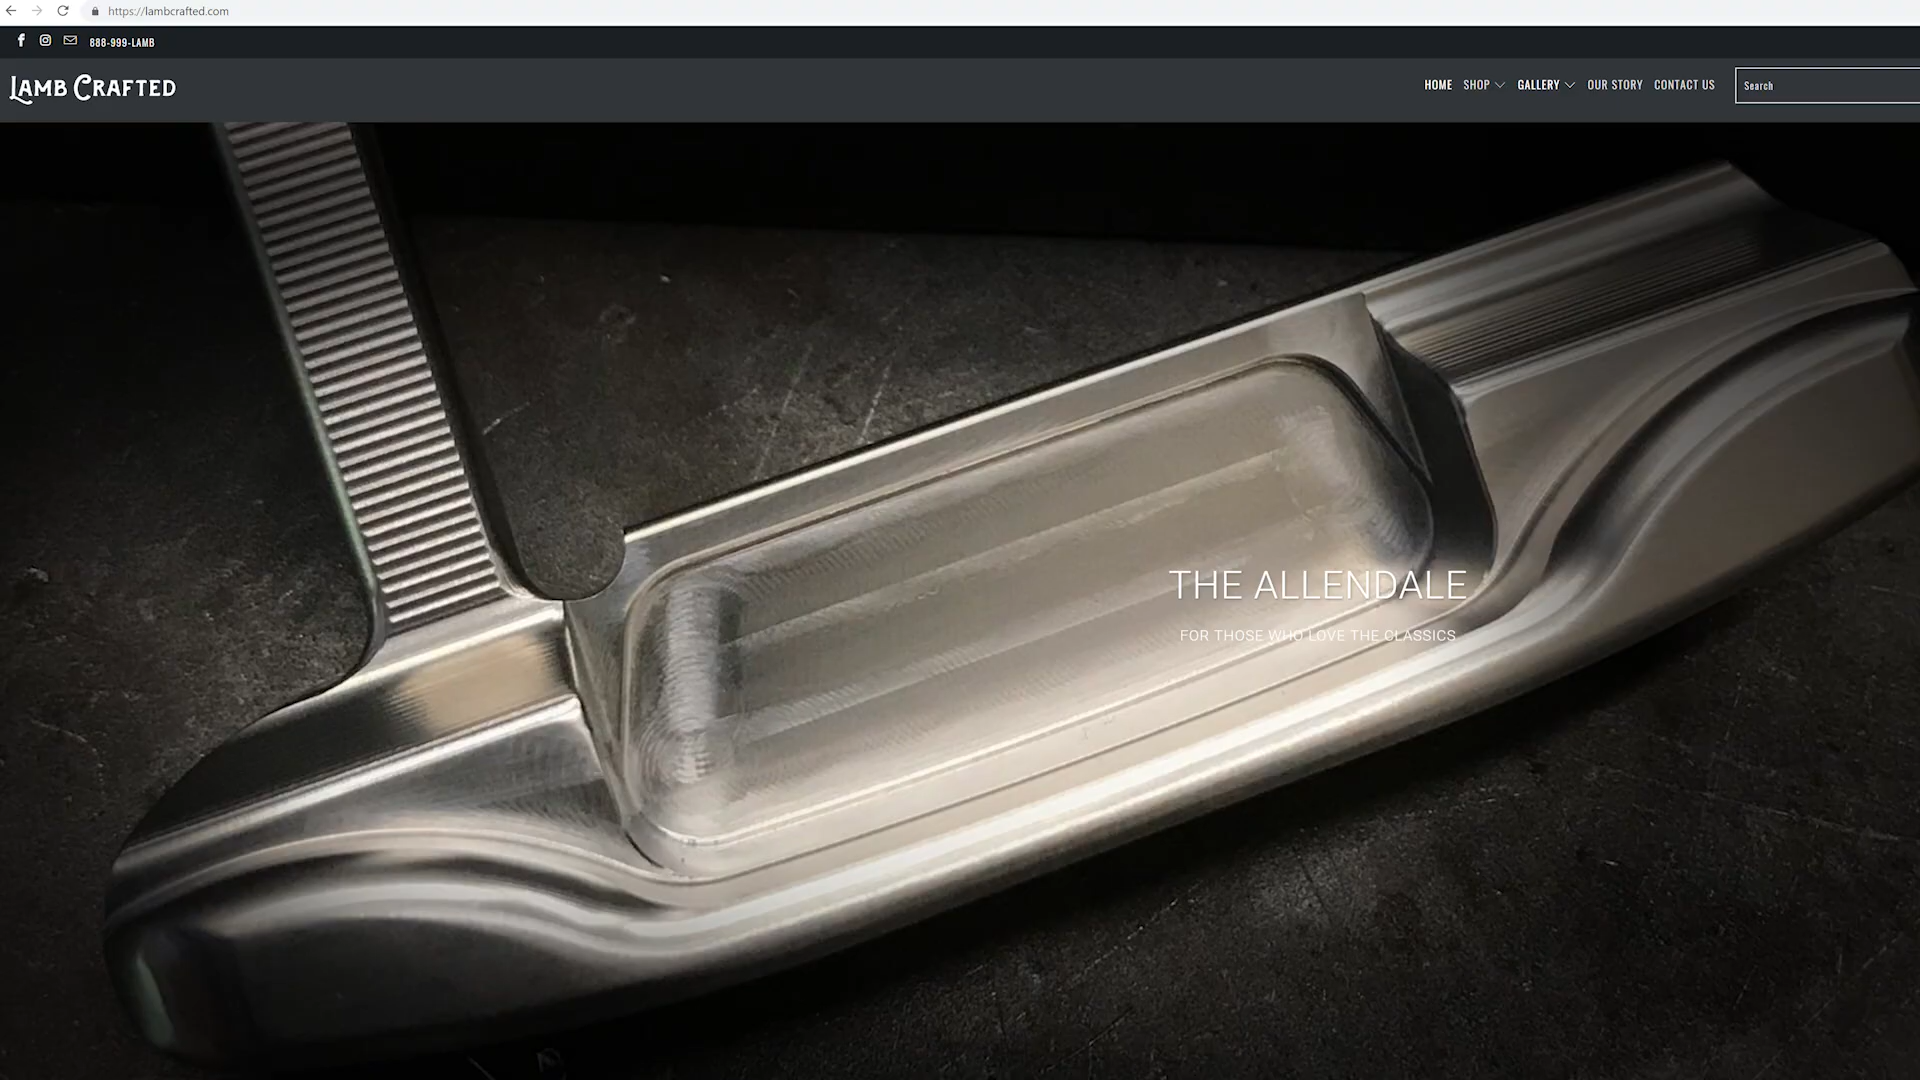 https://lambcrafted.com
888-999-LAMB
LAMB CRAFTED
HOME SHOP GALLERY OUR STORY CONTACT US Search
THE ALLENDALE
FOR THOSE WHO LOVE THE CLASSICS